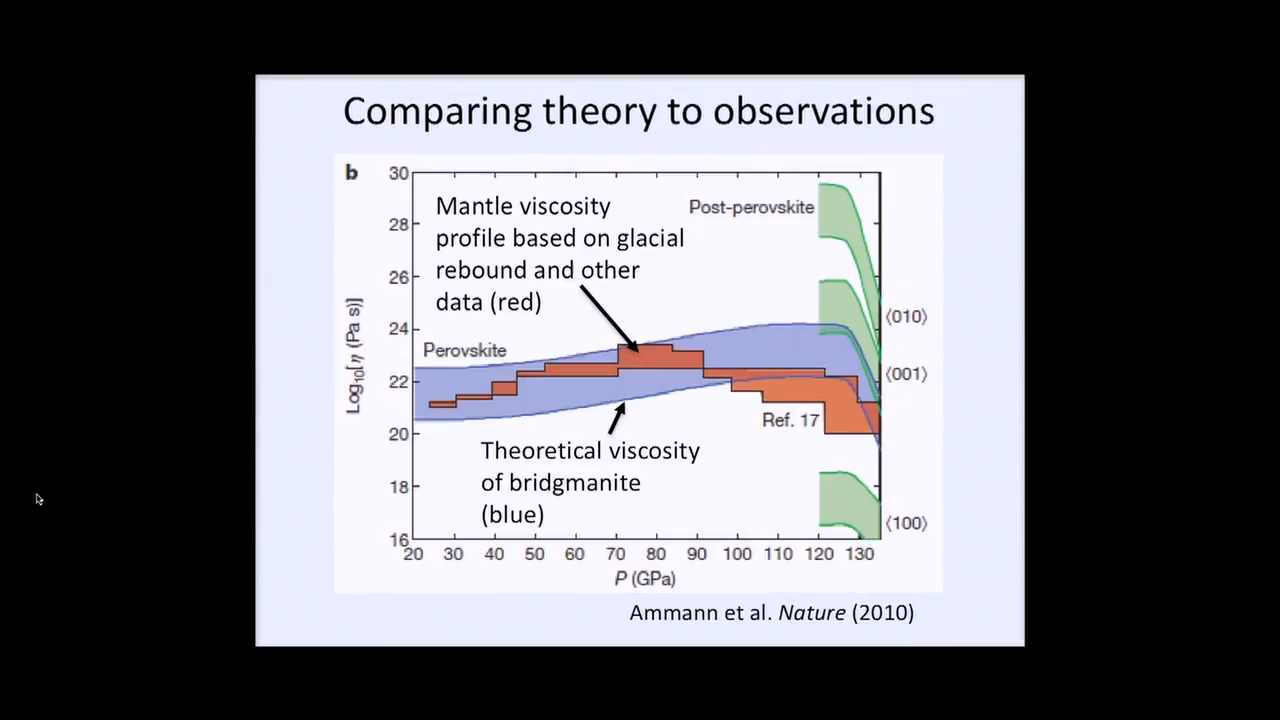 Comparing theory to observations
b
30
28
26
24
22
20
18
16
Log10[η (Pa s)]
Mantle viscosity
profile based on glacial
rebound and other
data (red)
Post-perovskite
Perovskite
⟨010⟩
⟨001⟩
Ref. 17
Theoretical viscosity
of bridgmanite
(blue)
⟨100⟩
20 30 40 50 60 70 80 90 100 110 120 130
P (GPa)
Ammann et al. Nature (2010)